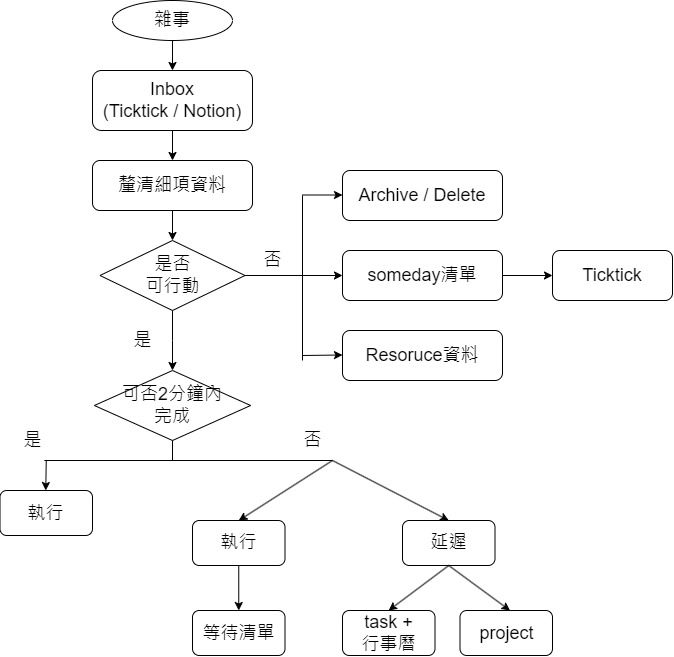 雜事
Inbox
(Ticktick / Notion)
釐清細項資料
是否
可行動
否
Archive / Delete
someday清單
Ticktick
Resoruce資料
是
可否2分鐘內
完成
是
否
執行
執行
延遲
等待清單
task +
行事曆
project